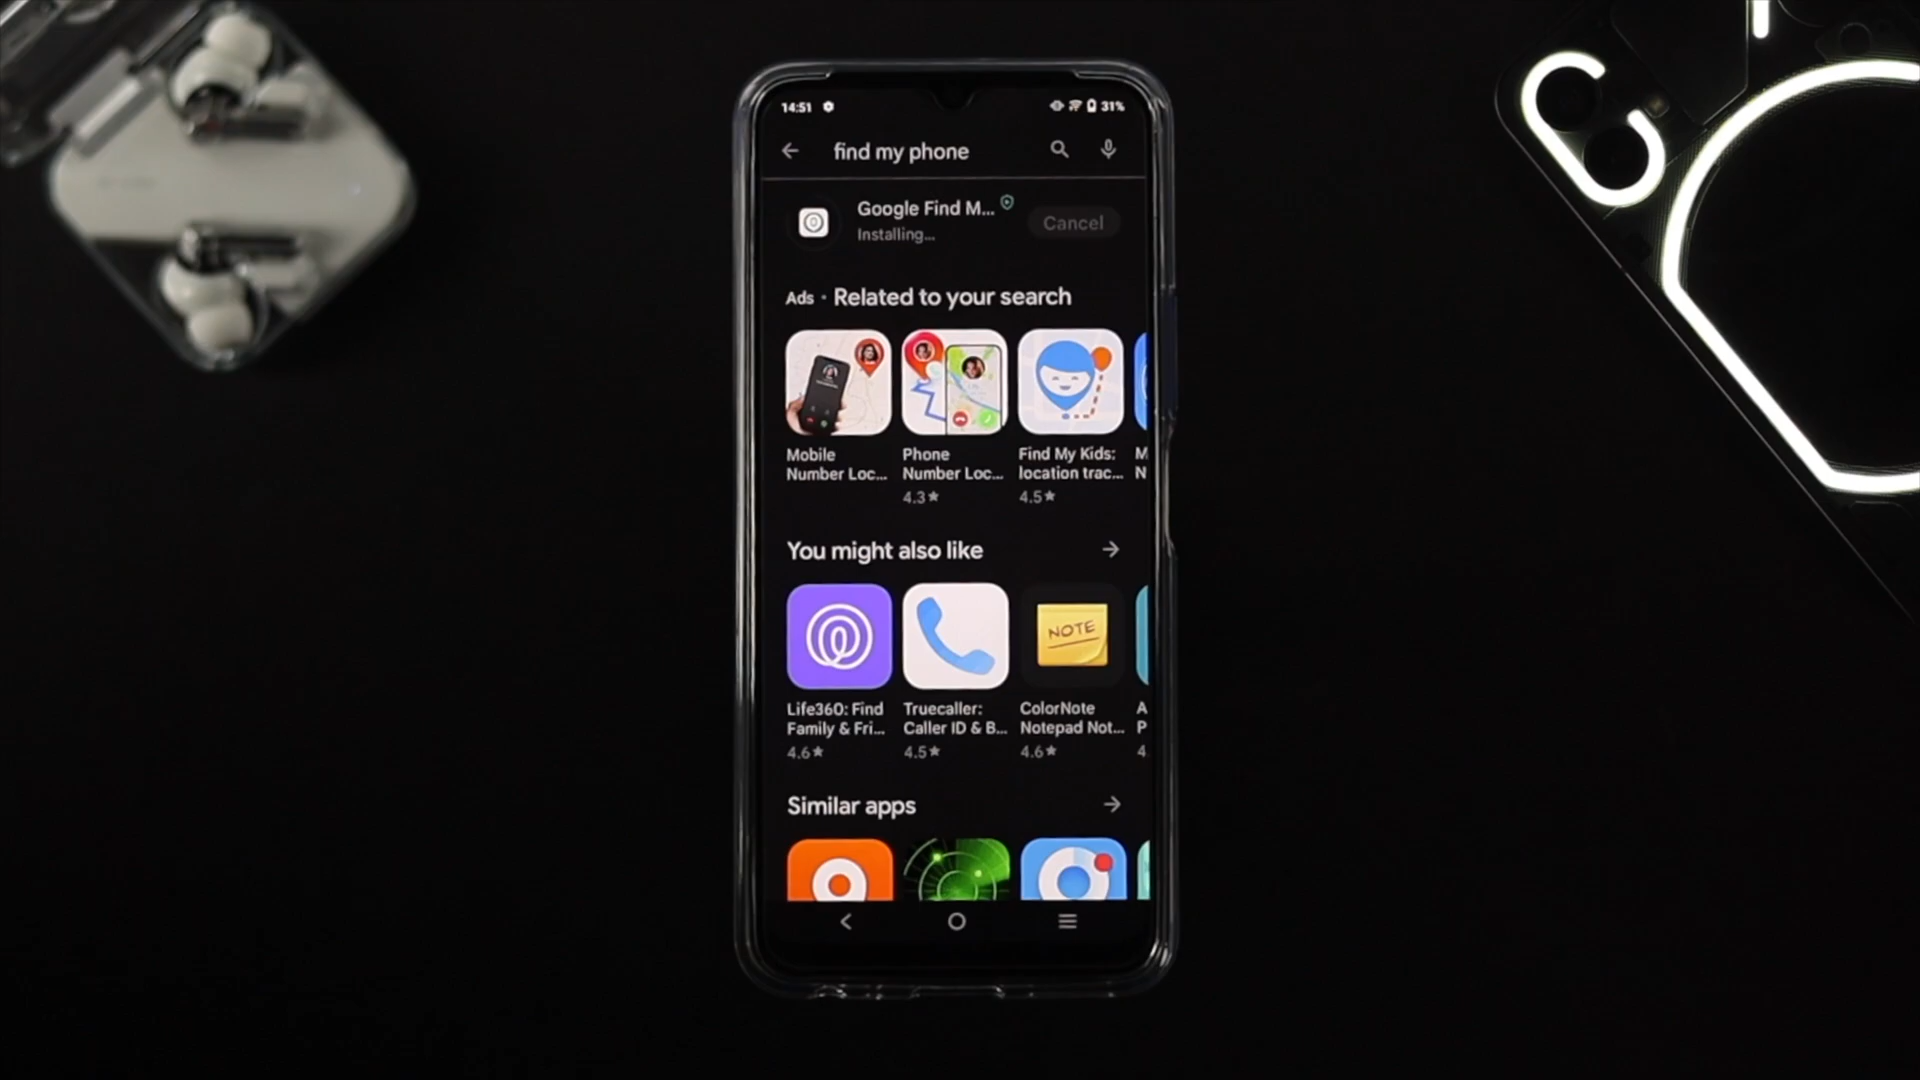 14:51 31%
find my phone
Google Find M...
Installing...
Cancel
Ads • Related to your search
Mobile
Number Loc...
Phone
Number Loc...
4.3★
Find My Kids:
location trac...
4.5★
M
N
You might also like
Life360: Find
Family & Fri...
4.6★
Truecaller:
Caller ID & B...
4.5★
NOTE
ColorNote
Notepad Not...
4.6★
A
P
4
Similar apps